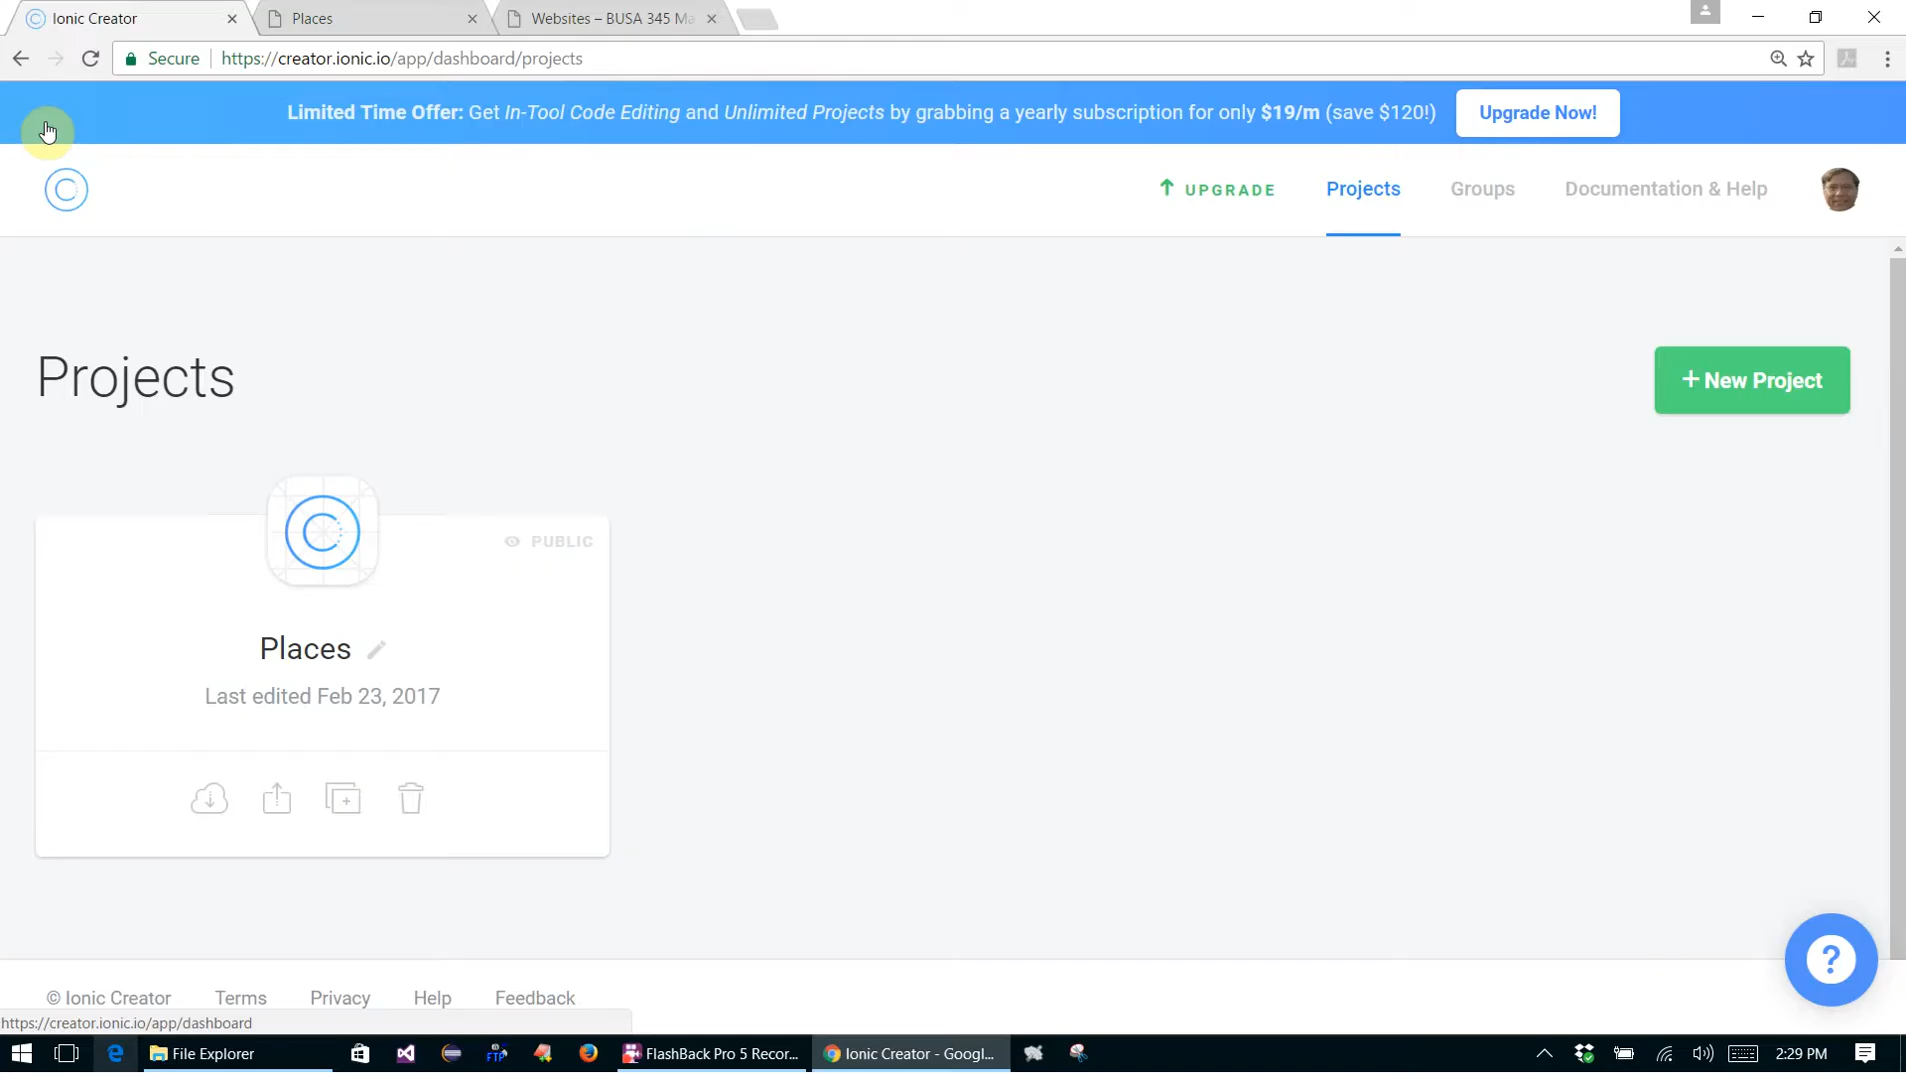 Ionic Creator
Places
Websites – BUSA 345 Ma
Secure
https://creator.ionic.io/app/dashboard/projects
Limited Time Offer: Get In-Tool Code Editing and Unlimited Projects by grabbing a yearly subscription for only $19/m (save $120!)
Upgrade Now!
UPGRADE
Projects
Groups
Documentation & Help
Projects
+ New Project
PUBLIC
Places
Last edited Feb 23, 2017
?
© Ionic Creator
Terms
Privacy
Help
Feedback
https://creator.ionic.io/app/dashboard
File Explorer
FTP
FlashBack Pro 5 Recor...
Ionic Creator - Googl...
2:29 PM